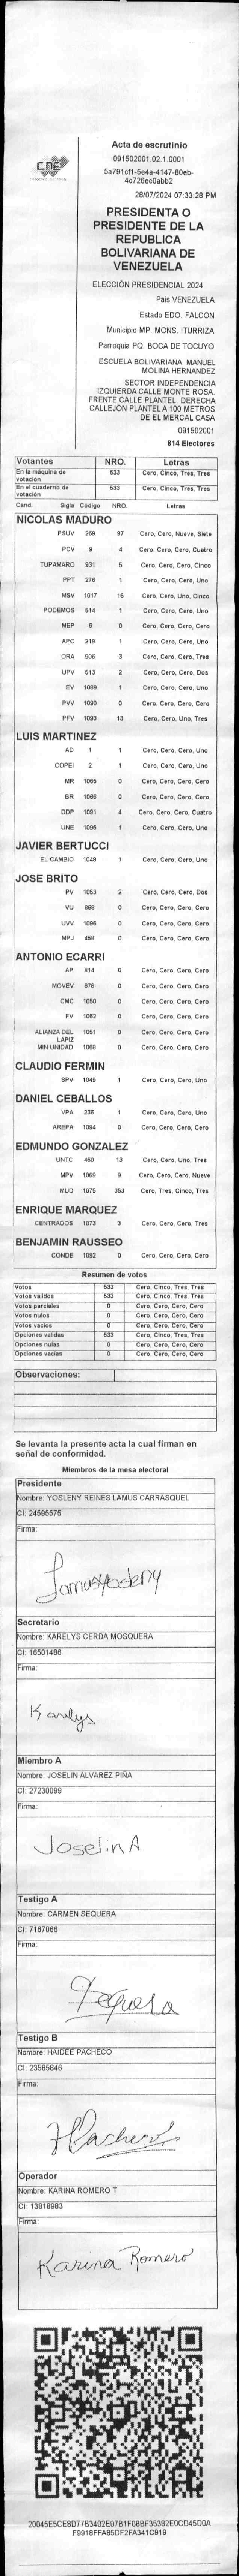 CNE
Acta de escrutinio
091502001.02.1.0001
5a791cf1-5e4a-4147-80eb-
4c726ec0abb2
28/07/2024 07:33:26 PM
PRESIDENTA O
PRESIDENTE DE LA
REPUBLICA
BOLIVARIANA DE
VENEZUELA
ELECCIÓN PRESIDENCIAL 2024
Pais VENEZUELA
Estado EDO. FALCON
Municipio MP. MONS. ITURRIZA
Parroquia PQ. BOCA DE TOCUYO
ESCUELA BOLIVARIANA MANUEL
MOLINA HERNANDEZ
SECTOR INDEPENDENCIA
IZQUIERDA CALLE MONTE ROSA.
FRENTE CALLE PLANTEL. DERECHA
CALLEJÓN PLANTEL A 100 METROS
DE EL MERCAL CASA
091502001
814 Electores
Votantes NRO. Letras
En la maquina de votación 533 Cero, Cinco, Tres, Tres
En el cuaderno de votación 533 Cero, Cinco, Tres, Tres
Cand. Sigla Código NRO. Letras
NICOLAS MADURO
PSUV 269 97 Cero, Cero, Nueve, Siete
PCV 9 4 Cero, Cero, Cero, Cuatro
TUPAMARO 931 5 Cero, Cero, Cero, Cinco
PPT 276 1 Cero, Cero, Cero, Uno
MSV 1017 15 Cero, Cero, Uno, Cinco
PODEMOS 514 1 Cero, Cero, Cero, Uno
MEP 6 0 Cero, Cero, Cero, Cero
APC 219 1 Cero, Cero, Cero, Uno
ORA 906 3 Cero, Cero, Cero, Tres
UPV 513 2 Cero, Cero, Cero, Dos
EV 1089 1 Cero, Cero, Cero, Uno
PVV 1090 0 Cero, Cero, Cero, Cero
PFV 1093 13 Cero, Cero, Uno, Tres
LUIS MARTINEZ
AD 1 1 Cero, Cero, Cero, Uno
COPEI 2 1 Cero, Cero, Cero, Uno
MR 1065 0 Cero, Cero, Cero, Cero
BR 1066 0 Cero, Cero, Cero, Cero
DDP 1091 4 Cero, Cero, Cero, Cuatro
UNE 1095 1 Cero, Cero, Cero, Uno
JAVIER BERTUCCI
EL CAMBIO 1048 1 Cero, Cero, Cero, Uno
JOSE BRITO
PV 1053 2 Cero, Cero, Cero, Dos
VU 868 0 Cero, Cero, Cero, Cero
UVV 1096 0 Cero, Cero, Cero, Cero
MPJ 459 0 Cero, Cero, Cero, Cero
ANTONIO ECARRI
AP 814 0 Cero, Cero, Cero, Cero
MOVEV 878 0 Cero, Cero, Cero, Cero
CMC 1050 0 Cero, Cero, Cero, Cero
FV 1062 0 Cero, Cero, Cero, Cero
ALIANZA DEL LAPIZ 1051 0 Cero, Cero, Cero, Cero
MIN UNIDAD 1068 0 Cero, Cero, Cero, Cero
CLAUDIO FERMIN
SPV 1049 1 Cero, Cero, Cero, Uno
DANIEL CEBALLOS
VPA 236 1 Cero, Cero, Cero, Uno
AREPA 1094 0 Cero, Cero, Cero, Cero
EDMUNDO GONZALEZ
UNTC 460 13 Cero, Cero, Uno, Tres
MPV 1069 9 Cero, Cero, Cero, Nueve
MUD 1075 353 Cero, Tres, Cinco, Tres
ENRIQUE MARQUEZ
CENTRADOS 1073 3 Cero, Cero, Cero, Tres
BENJAMIN RAUSSEO
CONDE 1092 0 Cero, Cero, Cero, Cero
Resumen de votos
Votos 533 Cero, Cinco, Tres, Tres
Votos validos 533 Cero, Cinco, Tres, Tres
Votos parciales 0 Cero, Cero, Cero, Cero
Votos nulos 0 Cero, Cero, Cero, Cero
Votos vacios 0 Cero, Cero, Cero, Cero
Opciones validas 533 Cero, Cinco, Tres, Tres
Opciones nulas 0 Cero, Cero, Cero, Cero
Opciones vacias 0 Cero, Cero, Cero, Cero
Observaciones:
Se levanta la presente acta la cual firman en
señal de conformidad.
Miembros de la mesa electoral
Presidente
Nombre: YOSLENY REINES LAMUS CARRASQUEL
CI: 24595575
Firma:
Lamusyosleny
Secretario
Nombre: KARELYS CERDA MOSQUERA
CI: 16501486
Firma:
Karelys
Miembro A
Nombre: JOSELIN ALVAREZ PIÑA
CI: 27230099
Firma:
Joselin A
Testigo A
Nombre: CARMEN SEQUERA
CI: 7167066
Firma:
Sequera
Testigo B
Nombre: HAIDEE PACHECO
CI: 23585846
Firma:
HPacheco
Operador
Nombre: KARINA ROMERO T
CI: 13818983
Firma:
Karina Romero
20045E5CE8D77B3402E07B1F08BF35382E0CD45D0A
F9918FFA85DF2FA341C919